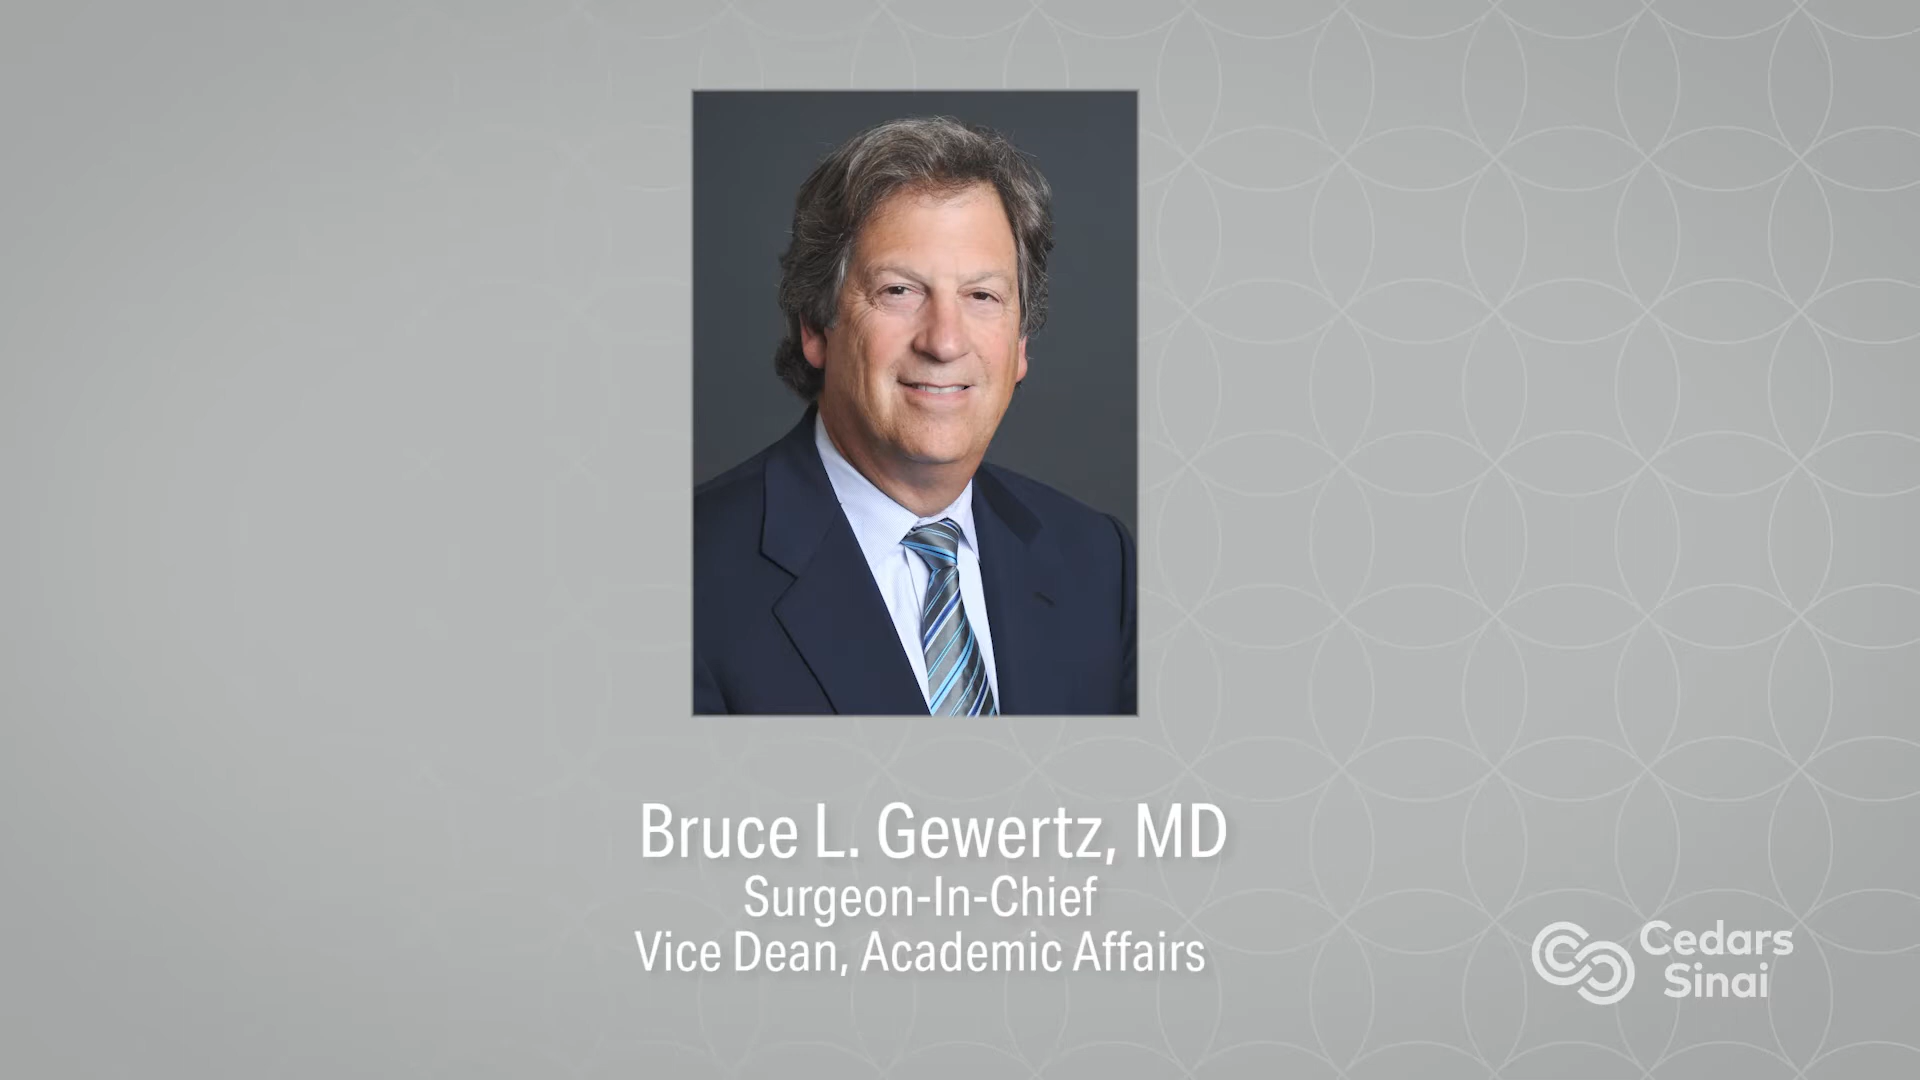 Bruce L. Gewertz, MD
Surgeon-In-Chief
Vice Dean, Academic Affairs
Cedars
Sinai